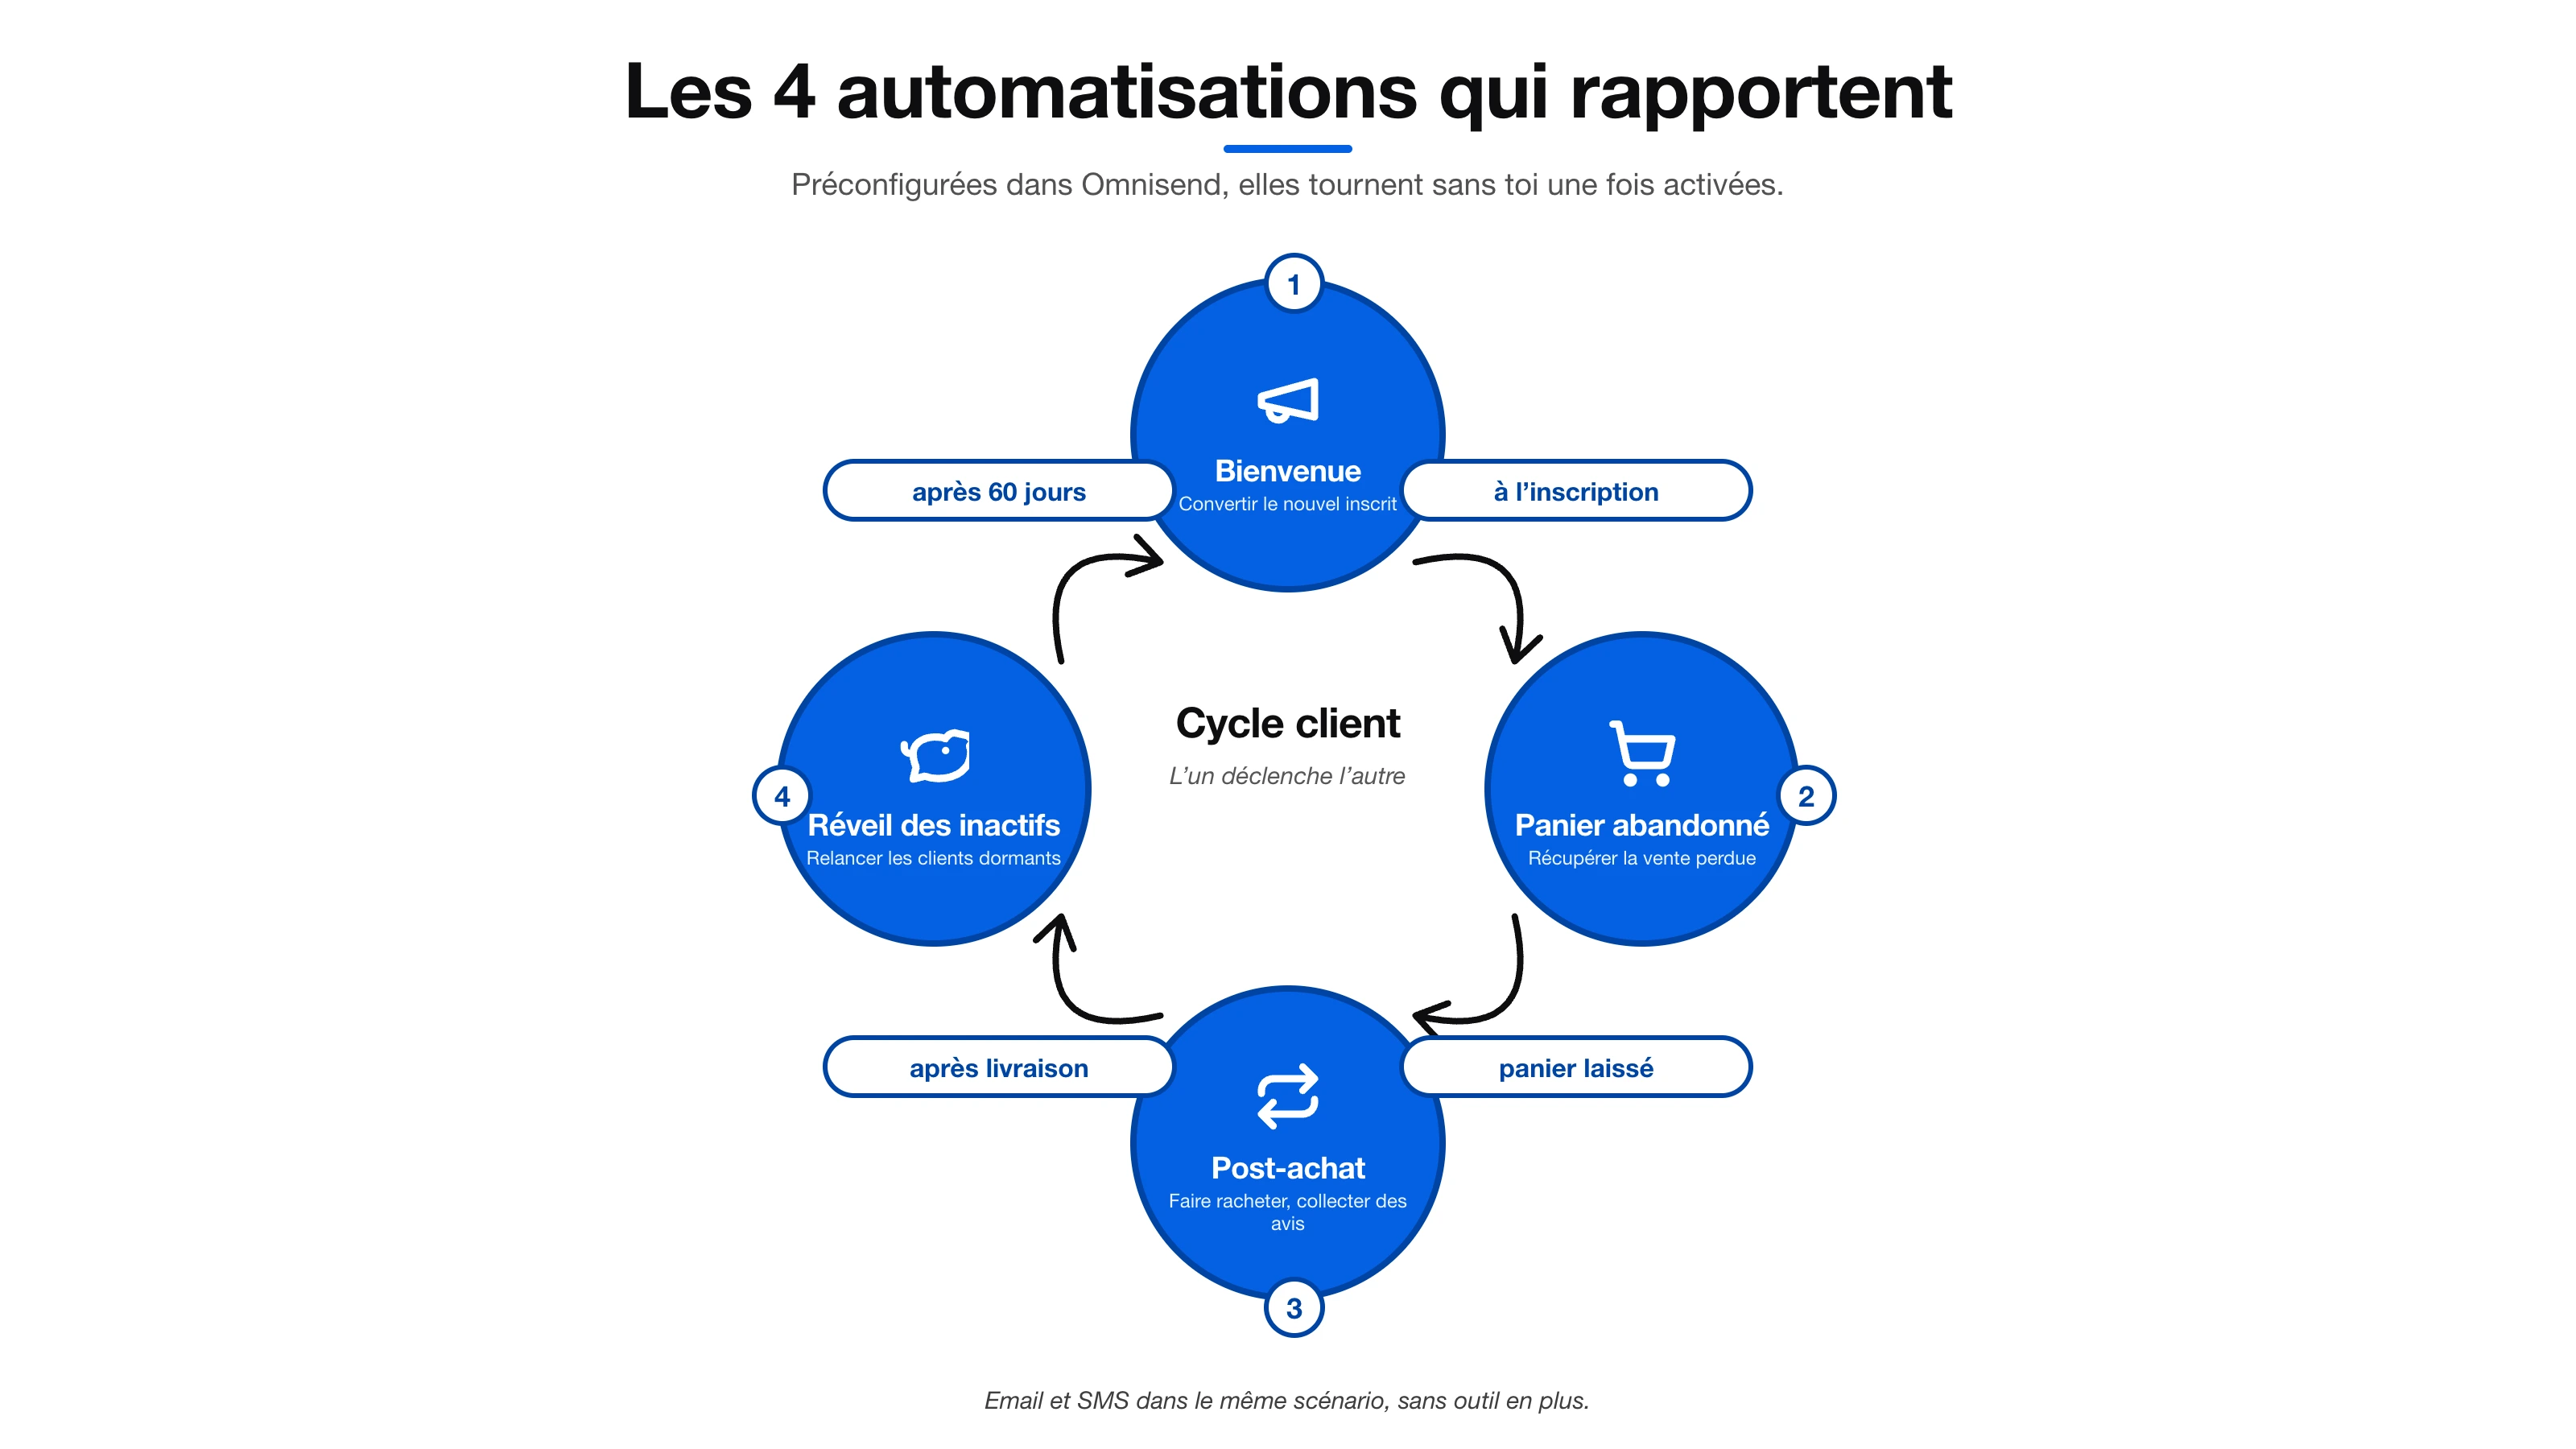 Les 4 automatisations qui rapportent
Préconfigurées dans Omnisend, elles tournent sans toi une fois activées.
1
Bienvenue
Convertir le nouvel inscrit
après 60 jours
à l’inscription
Cycle client
L’un déclenche l’autre
4
Réveil des inactifs
Relancer les clients dormants
2
Panier abandonné
Récupérer la vente perdue
après livraison
panier laissé
Post-achat
Faire racheter, collecter des
avis
3
Email et SMS dans le même scénario, sans outil en plus.